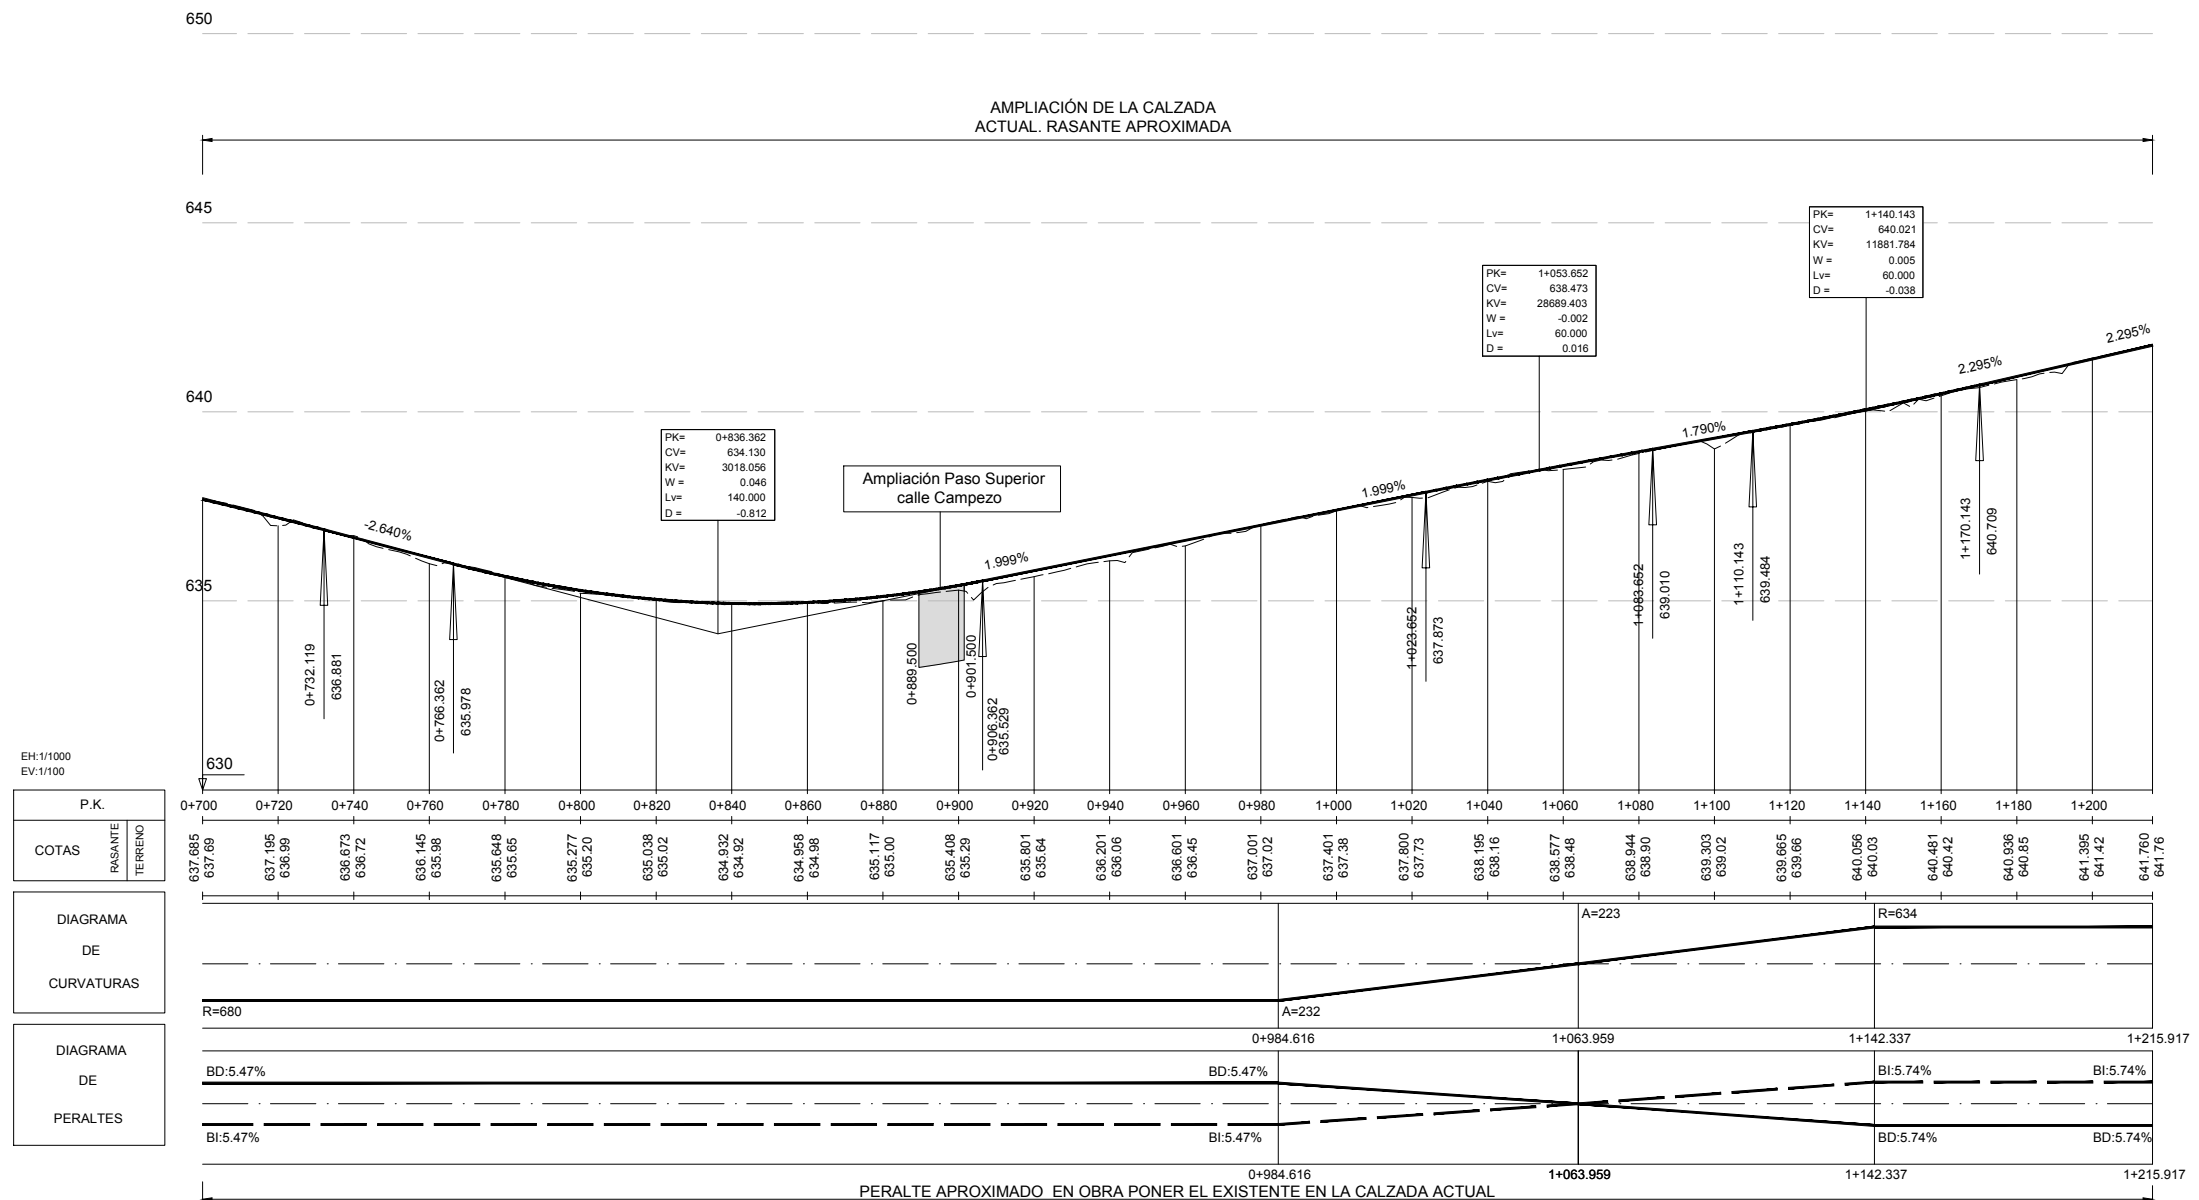 650
AMPLIACIÓN DE LA CALZADA
ACTUAL. RASANTE APROXIMADA
645
PK= 1+140.143
CV= 640.021
KV= 11881.784
W = 0.005
Lv= 60.000
D = -0.038
PK= 1+053.652
CV= 638.473
KV= 28689.403
W = -0.002
Lv= 60.000
D = 0.016
2.295%
2.295%
640
PK= 0+836.362
CV= 634.130
KV= 3018.056
W = 0.046
Lv= 140.000
D = -0.812
Ampliación Paso Superior
calle Campezo
1.790%
1.999%
-2.640%
1.999%
635
0+732.119
636.881
0+766.362
635.978
0+889.500
0+901.500
0+906.362
635.529
1+023.652
637.873
1+083.652
639.010
1+110.143
639.484
1+170.143
640.709
EH:1/1000
EV:1/100
630
P.K.
0+700 0+720 0+740 0+760 0+780 0+800 0+820 0+840 0+860 0+880 0+900 0+920 0+940 0+960 0+980 1+000 1+020 1+040 1+060 1+080 1+100 1+120 1+140 1+160 1+180 1+200
COTAS
RASANTE
637.685 637.195 636.673 636.145 635.648 635.277 635.038 634.932 634.958 635.117 635.408 635.801 636.201 636.601 637.001 637.401 637.800 638.195 638.577 638.944 639.303 639.665 640.056 640.481 640.936 641.395 641.760
TERRENO
637.69 636.99 636.72 635.98 635.65 635.20 635.02 634.92 634.98 635.00 635.29 635.64 636.06 636.45 637.02 637.38 637.73 638.16 638.48 638.90 639.02 639.66 640.03 640.42 640.85 641.42 641.76
DIAGRAMA
DE
CURVATURAS
A=223
R=634
R=680
A=232
0+984.616 1+063.959 1+142.337 1+215.917
DIAGRAMA
DE
PERALTES
BD:5.47% BD:5.47% BI:5.74% BI:5.74%
BI:5.47% BI:5.47% BD:5.74% BD:5.74%
0+984.616 1+063.959 1+142.337 1+215.917
PERALTE APROXIMADO EN OBRA PONER EL EXISTENTE EN LA CALZADA ACTUAL